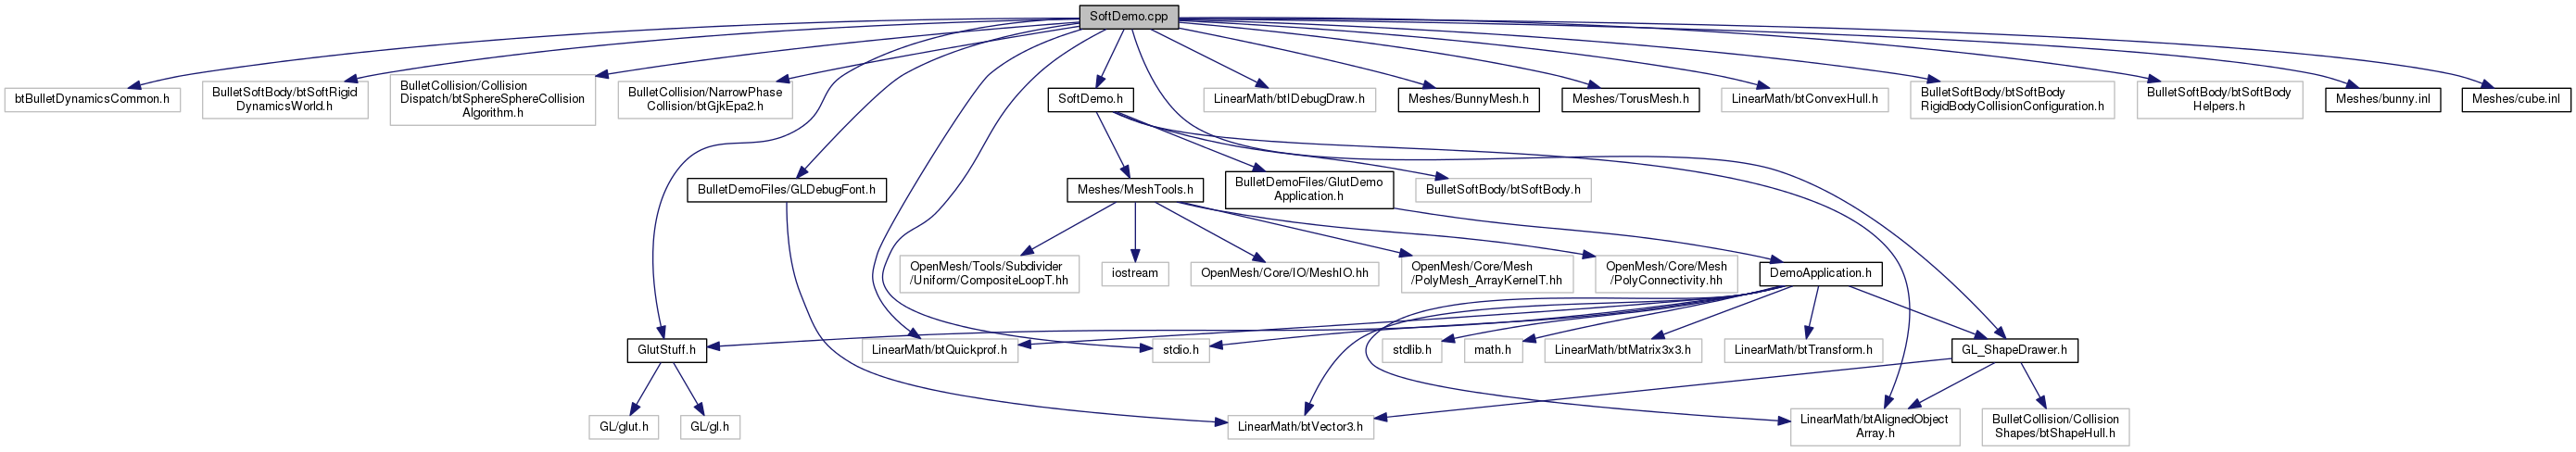 SoftDemo.cpp
btBulletDynamicsCommon.h
BulletSoftBody/btSoftRigid
DynamicsWorld.h
BulletCollision/Collision
Dispatch/btSphereSphereCollision
Algorithm.h
BulletCollision/NarrowPhase
Collision/btGjkEpa2.h
SoftDemo.h
LinearMath/btIDebugDraw.h
Meshes/BunnyMesh.h
Meshes/TorusMesh.h
LinearMath/btConvexHull.h
BulletSoftBody/btSoftBody
RigidBodyCollisionConfiguration.h
BulletSoftBody/btSoftBody
Helpers.h
Meshes/bunny.inl
Meshes/cube.inl
BulletDemoFiles/GLDebugFont.h
Meshes/MeshTools.h
BulletDemoFiles/GlutDemo
Application.h
BulletSoftBody/btSoftBody.h
OpenMesh/Tools/Subdivider
/Uniform/CompositeLoopT.hh
iostream
OpenMesh/Core/IO/MeshIO.hh
OpenMesh/Core/Mesh
/PolyMesh_ArrayKernelT.hh
OpenMesh/Core/Mesh
/PolyConnectivity.hh
DemoApplication.h
GlutStuff.h
LinearMath/btQuickprof.h
stdio.h
stdlib.h
math.h
LinearMath/btMatrix3x3.h
LinearMath/btTransform.h
GL_ShapeDrawer.h
GL/glut.h
GL/gl.h
LinearMath/btVector3.h
LinearMath/btAlignedObject
Array.h
BulletCollision/Collision
Shapes/btShapeHull.h